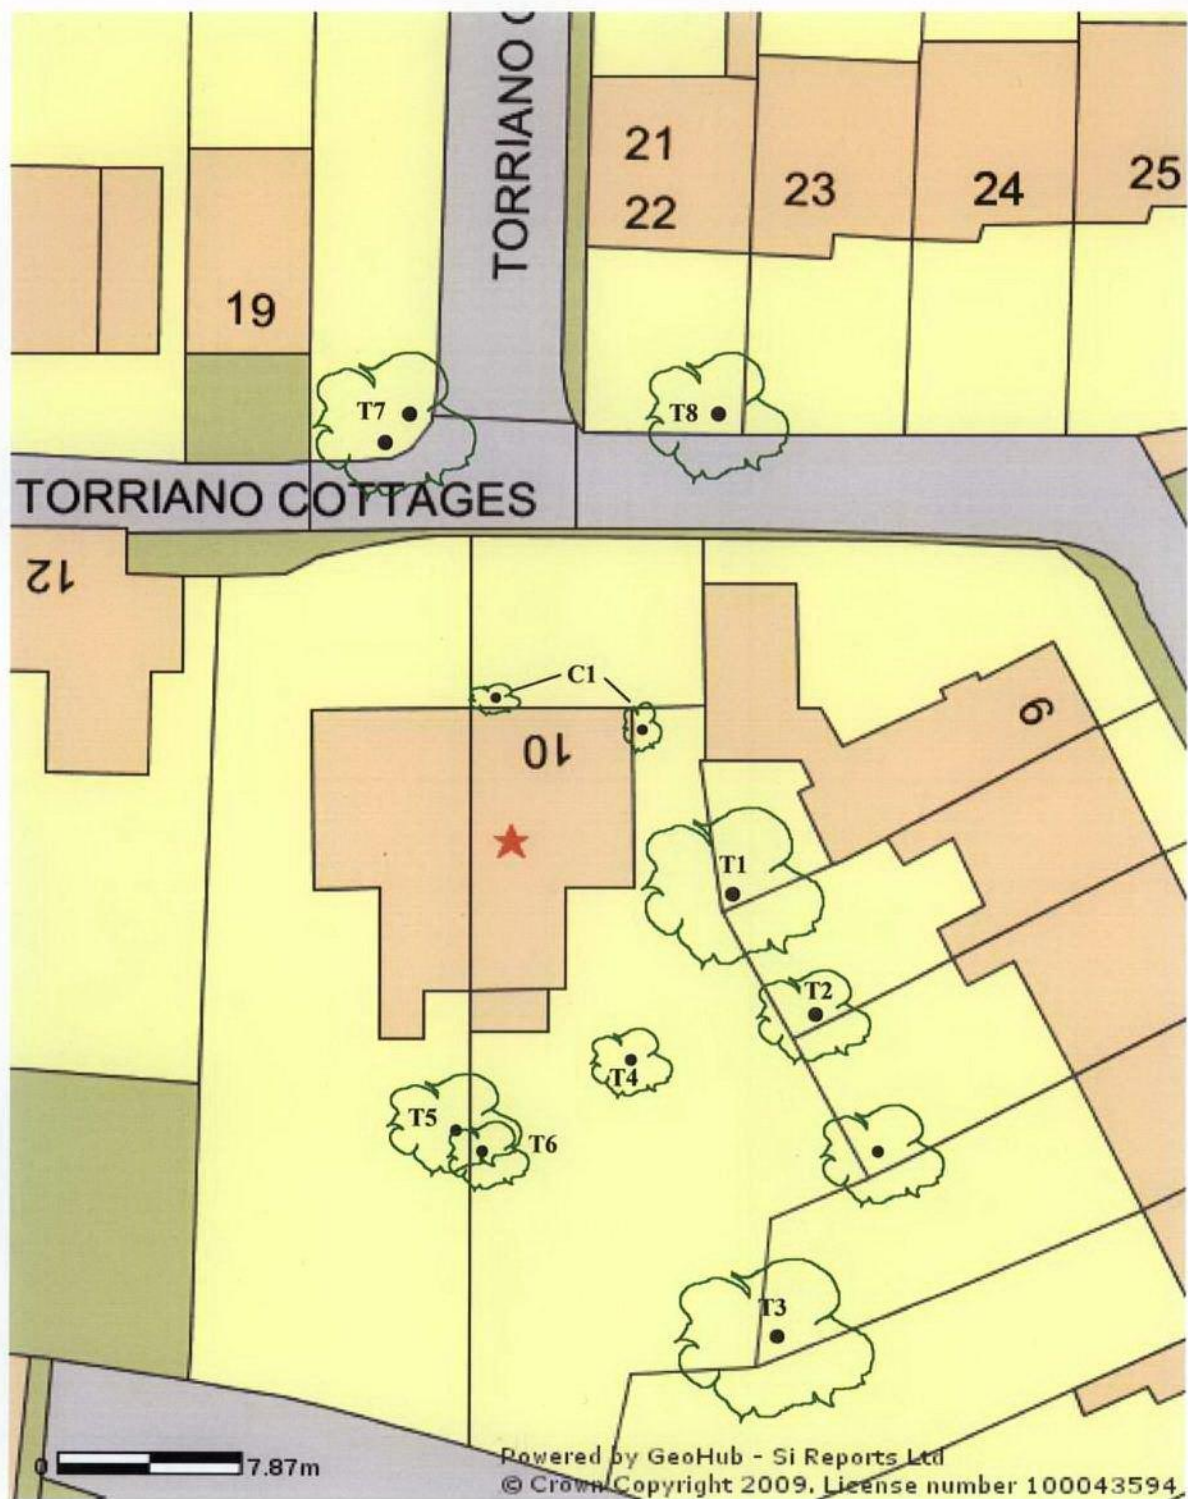 TORRIANO C
21
22
23
24
25
19
T7
T8
TORRIANO COTTAGES
12
C1
10
9
T1
T2
T4
T5
T6
T3
0 7.87m
Powered by GeoHub - Si Reports Ltd
© Crown Copyright 2009. License number 100043594